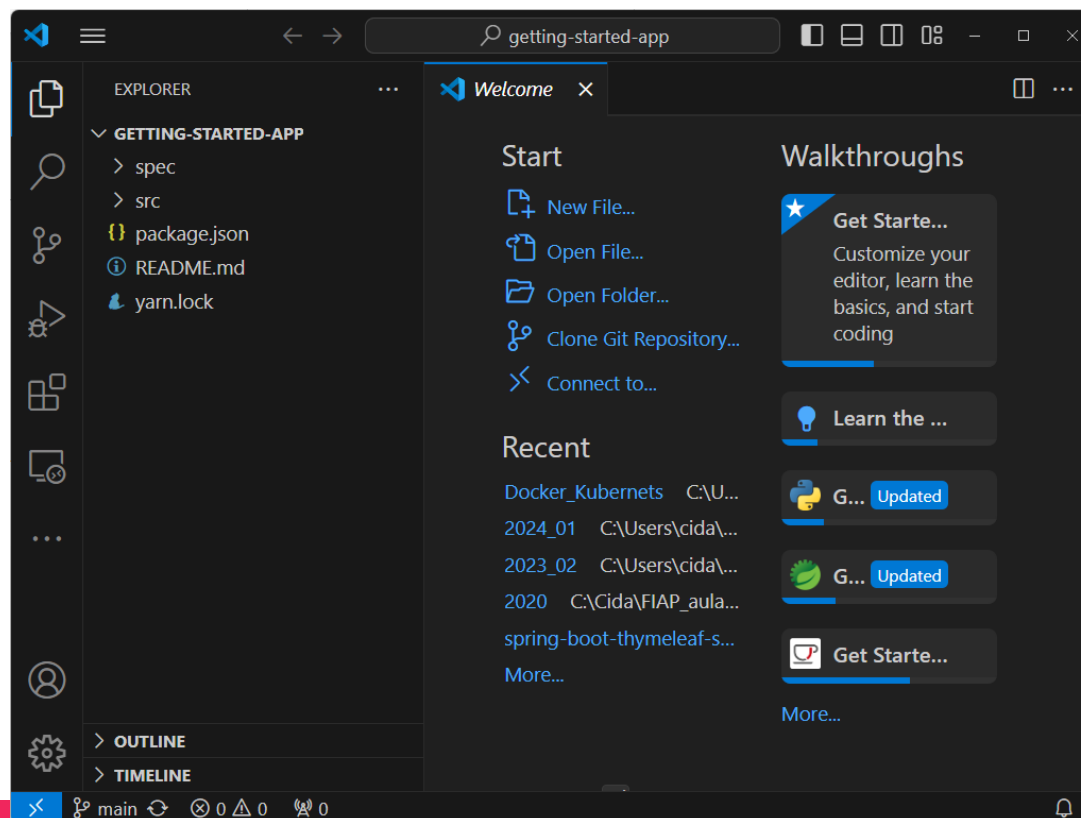 getting-started-app
EXPLORER
Welcome
GETTING-STARTED-APP
spec
src
package.json
README.md
yarn.lock
OUTLINE
TIMELINE
Start
New File...
Open File...
Open Folder...
Clone Git Repository...
Connect to...
Recent
Docker_Kubernets C:\U...
2024_01 C:\Users\cida\...
2023_02 C:\Users\cida\...
2020 C:\Cida\FIAP_aula...
spring-boot-thymeleaf-s...
More...
Walkthroughs
Get Starte...
Customize your
editor, learn the
basics, and start
coding
Learn the ...
G... Updated
G... Updated
Get Starte...
More...
main 0 0 0